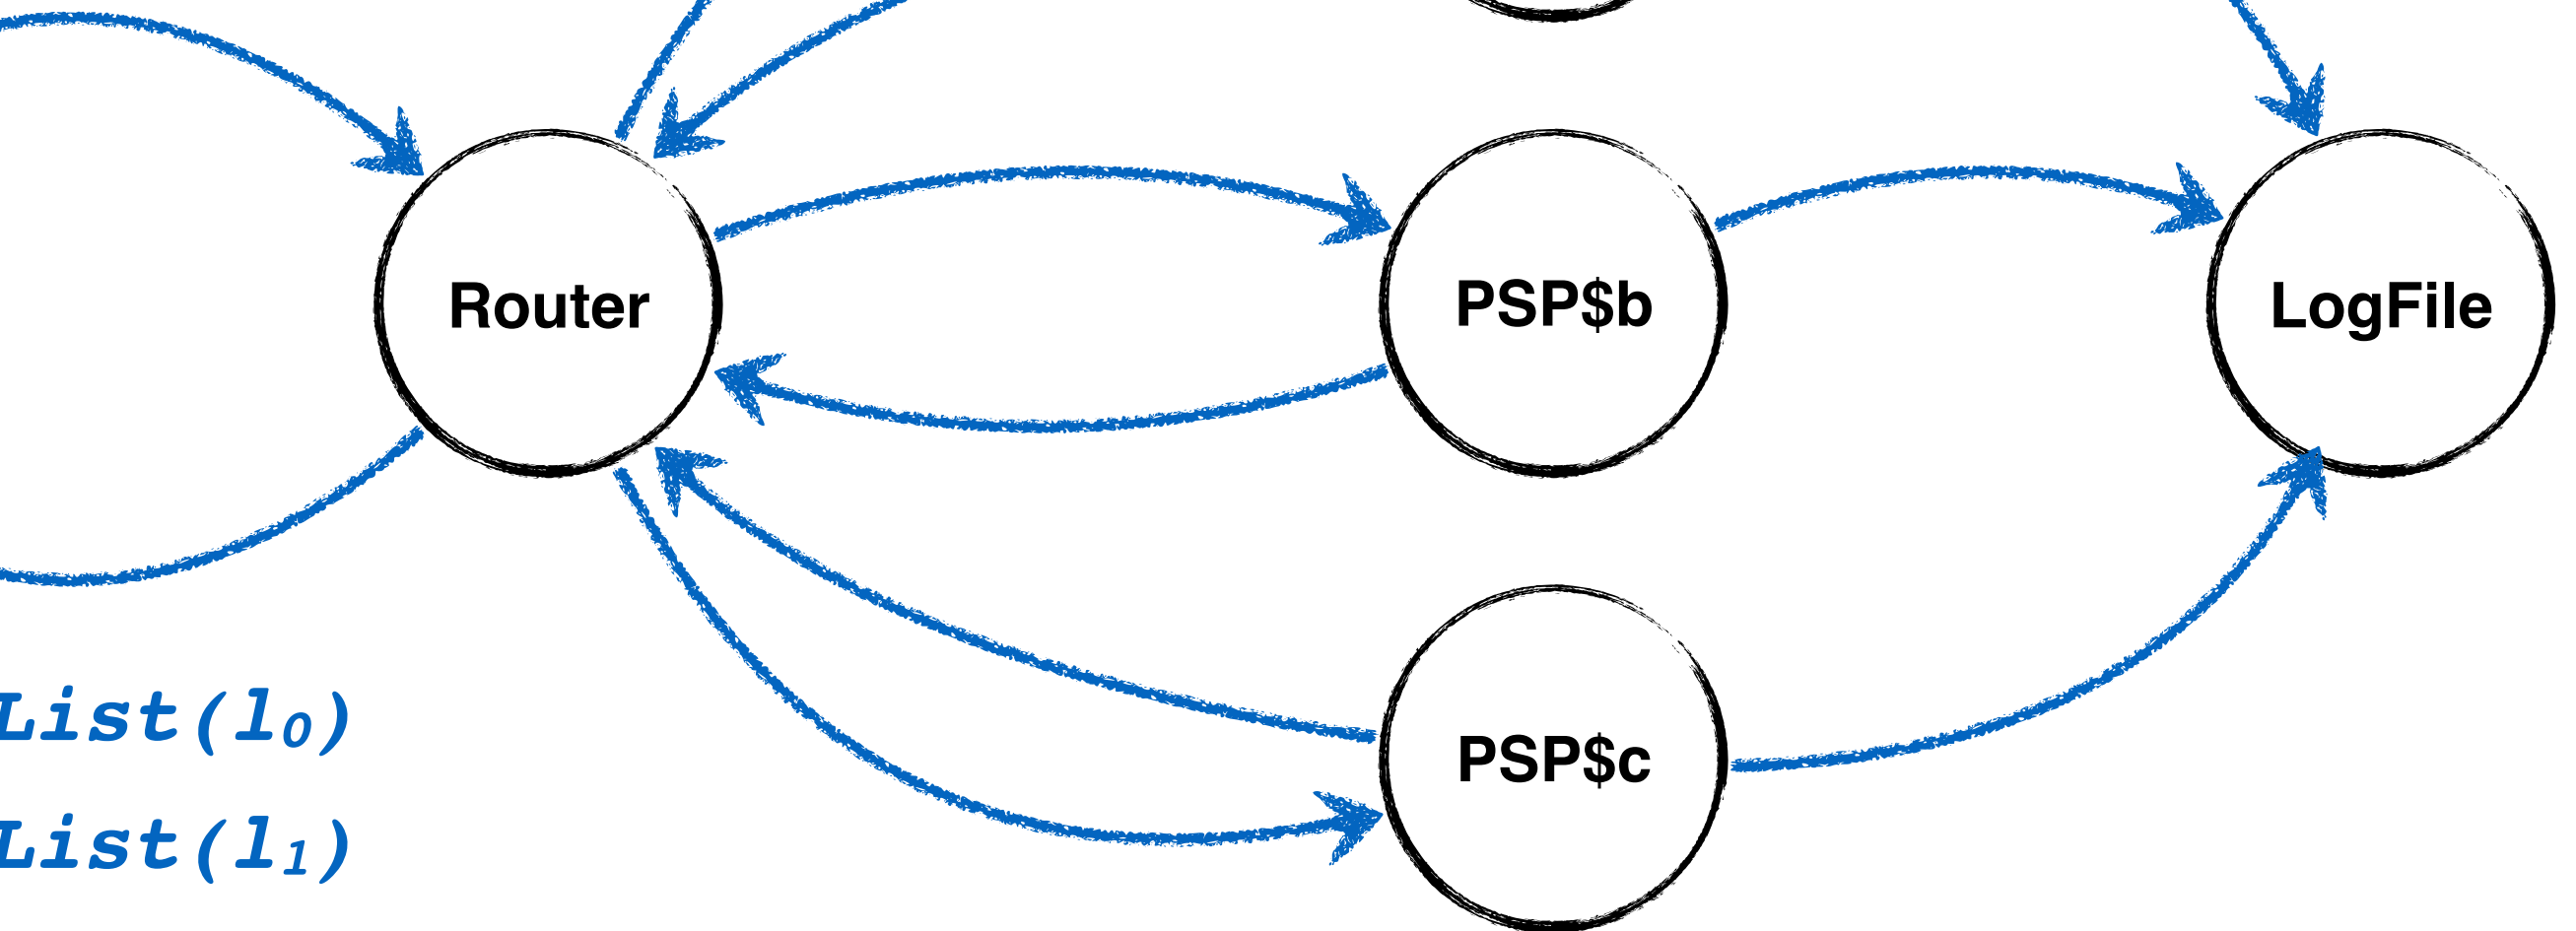 Router
PSP$b
LogFile
PSP$c
List(l₀)
List(l₁)